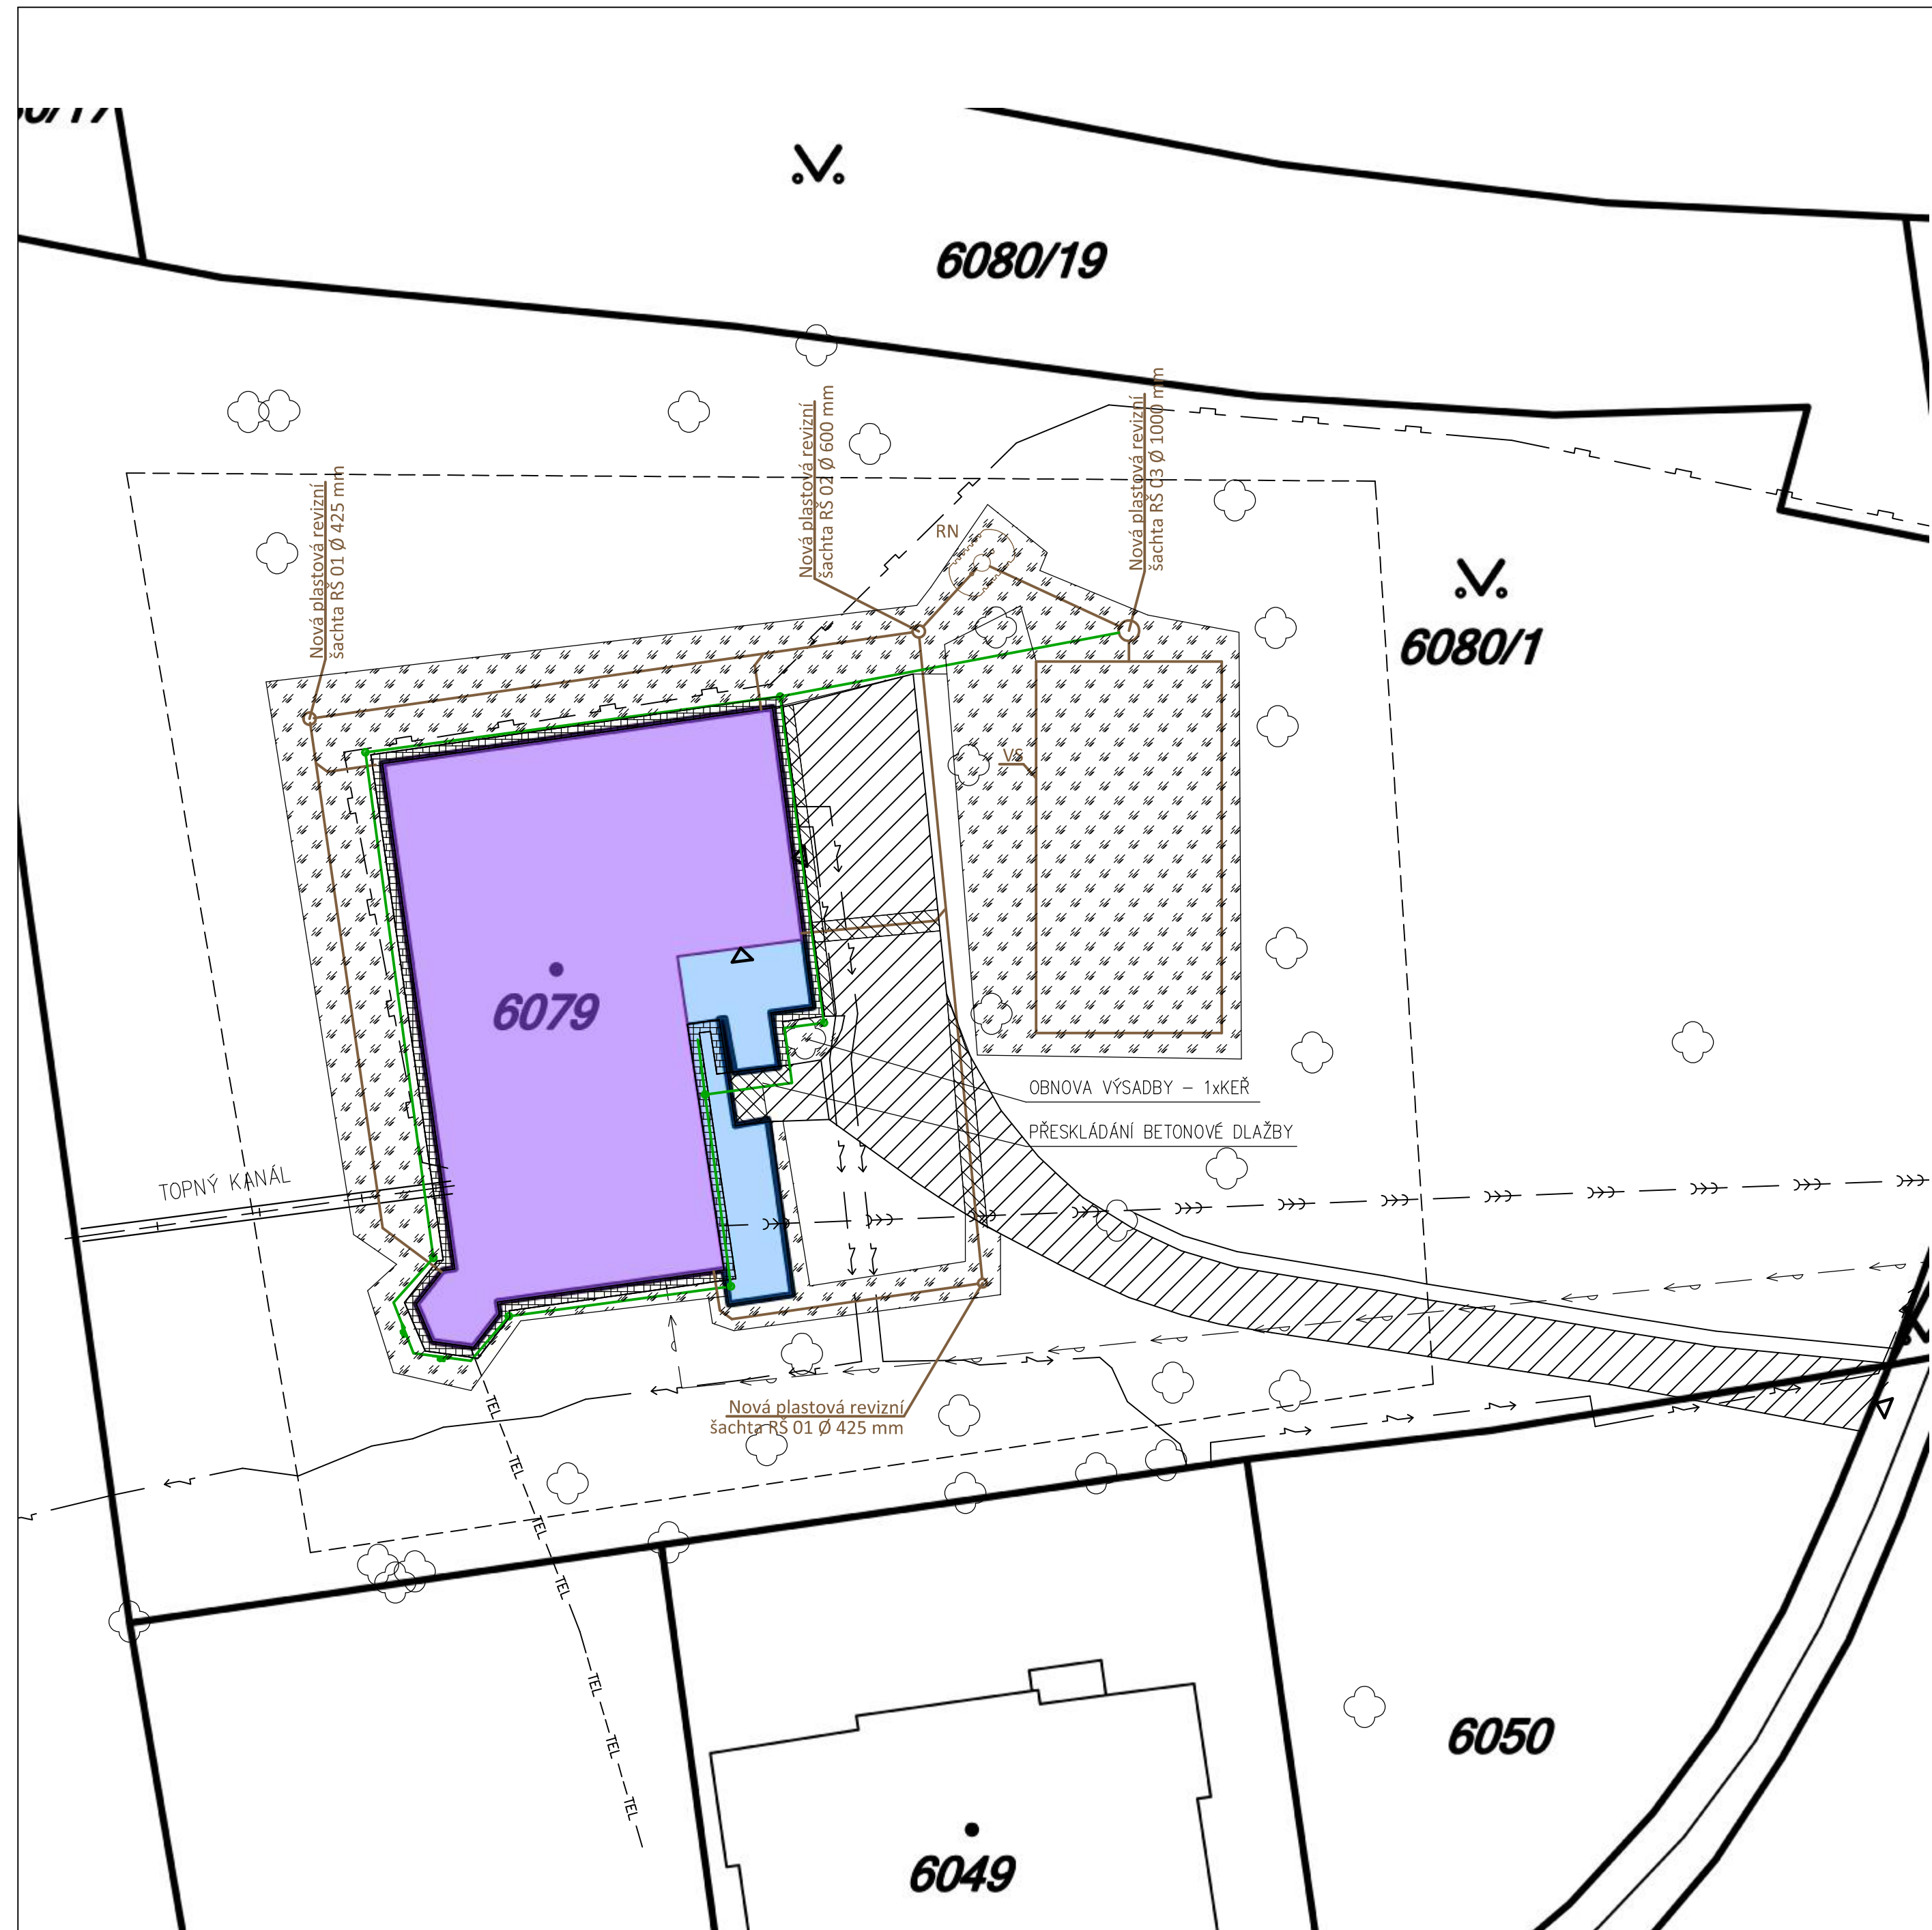 6080/19
Nová plastová revizní
šachta RŠ 01 Ø 425 mm
Nová plastová revizní
šachta RŠ 02 Ø 600 mm
Nová plastová revizní
šachta RŠ 03 Ø 1000 mm
RN
6080/1
VS
6079
OBNOVA VÝSADBY – 1xKEŘ
PŘESKLÁDÁNÍ BETONOVÉ DLAŽBY
TOPNÝ KANÁL
Nová plastová revizní
šachta RŠ 01 Ø 425 mm
TEL
TEL
TEL
TEL
TEL
TEL
TEL
TEL
6050
6049